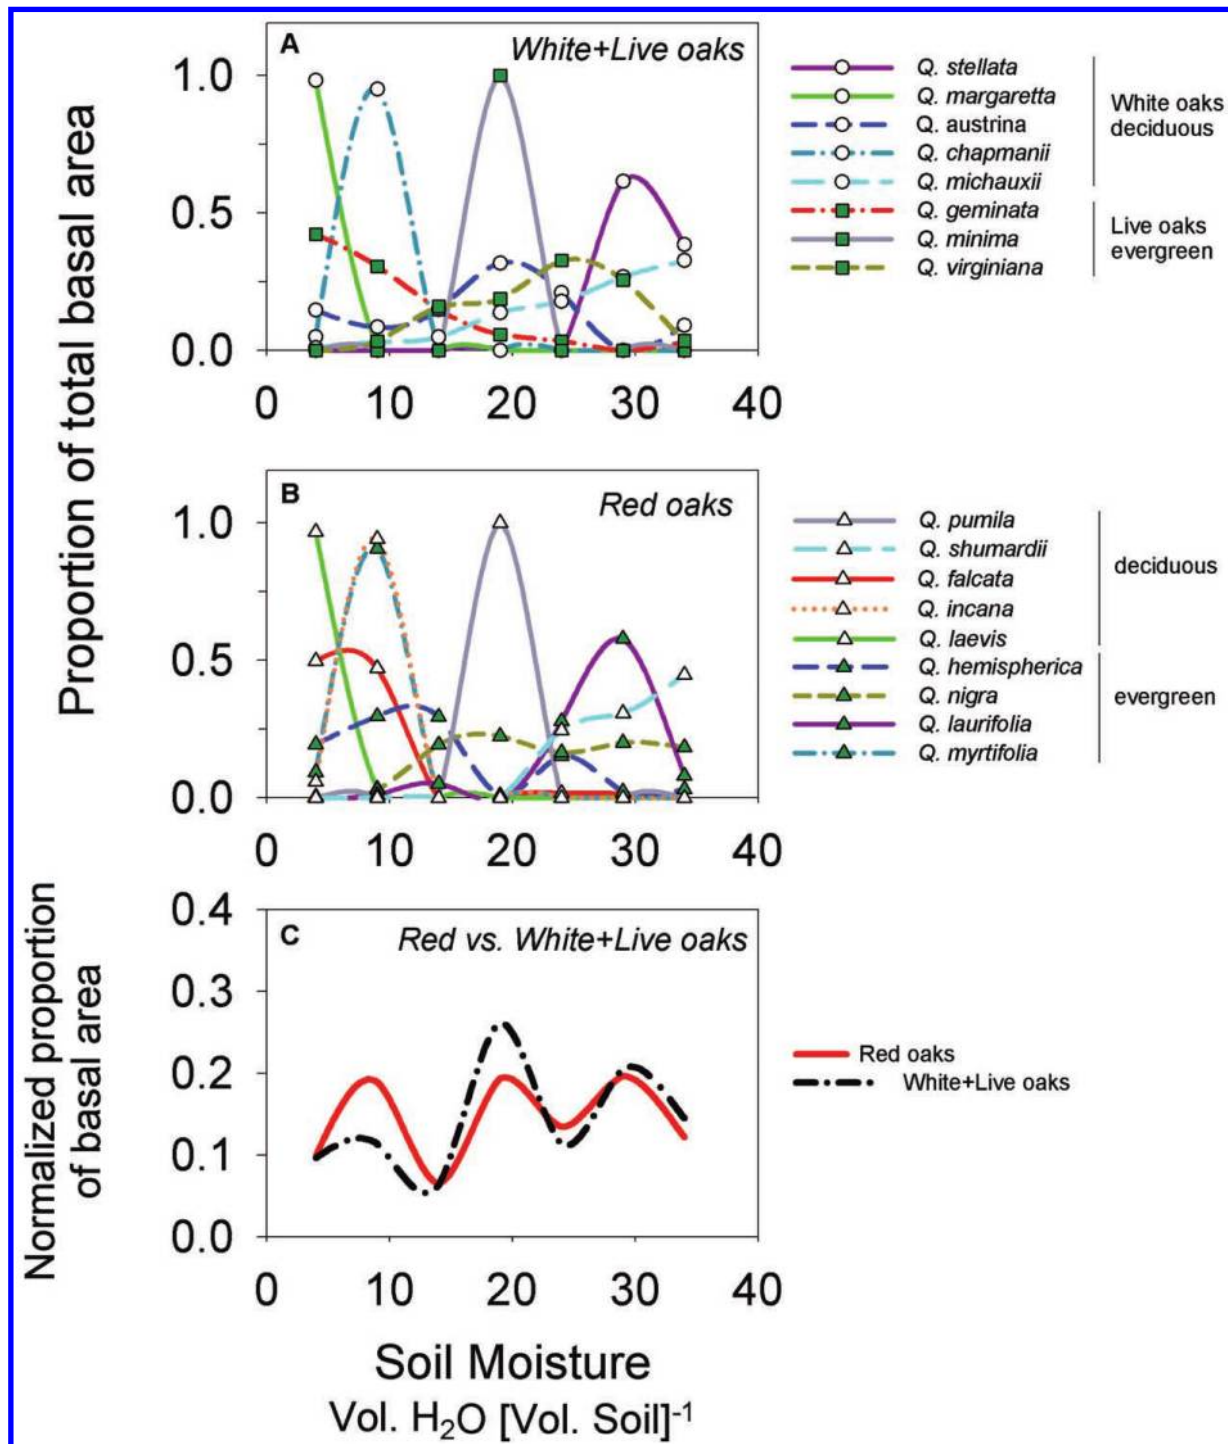 Proportion of total basal area
A
White+Live oaks
1.0
0.5
0.0
0 10 20 30 40
Q. stellata
Q. margaretta
Q. austrina
Q. chapmanii
Q. michauxii
Q. geminata
Q. minima
Q. virginiana
White oaks
deciduous
Live oaks
evergreen
B
Red oaks
1.0
0.5
0.0
0 10 20 30 40
Q. pumila
Q. shumardii
Q. falcata
Q. incana
Q. laevis
Q. hemispherica
Q. nigra
Q. laurifolia
Q. myrtifolia
deciduous
evergreen
Normalized proportion
of basal area
C
Red vs. White+Live oaks
0.4
0.3
0.2
0.1
0.0
0 10 20 30 40
Red oaks
White+Live oaks
Soil Moisture
Vol. H₂O [Vol. Soil]⁻¹